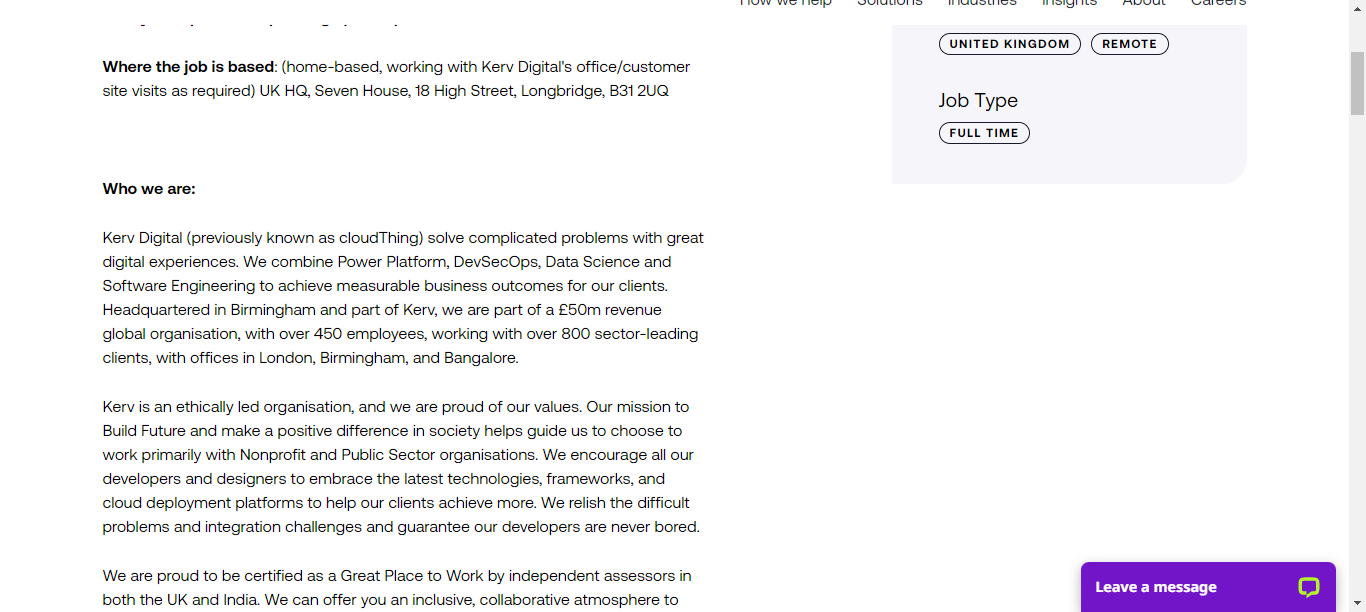 How we help Solutions Industries Insights About Careers
Where the job is based: (home-based, working with Kerv Digital's office/customer
site visits as required) UK HQ, Seven House, 18 High Street, Longbridge, B31 2UQ
Who we are:
Kerv Digital (previously known as cloudThing) solve complicated problems with great
digital experiences. We combine Power Platform, DevSecOps, Data Science and
Software Engineering to achieve measurable business outcomes for our clients.
Headquartered in Birmingham and part of Kerv, we are part of a £50m revenue
global organisation, with over 450 employees, working with over 800 sector-leading
clients, with offices in London, Birmingham, and Bangalore.
Kerv is an ethically led organisation, and we are proud of our values. Our mission to
Build Future and make a positive difference in society helps guide us to choose to
work primarily with Nonprofit and Public Sector organisations. We encourage all our
developers and designers to embrace the latest technologies, frameworks, and
cloud deployment platforms to help our clients achieve more. We relish the difficult
problems and integration challenges and guarantee our developers are never bored.
We are proud to be certified as a Great Place to Work by independent assessors in
both the UK and India. We can offer you an inclusive, collaborative atmosphere to
UNITED KINGDOM REMOTE
Job Type
FULL TIME
Leave a message